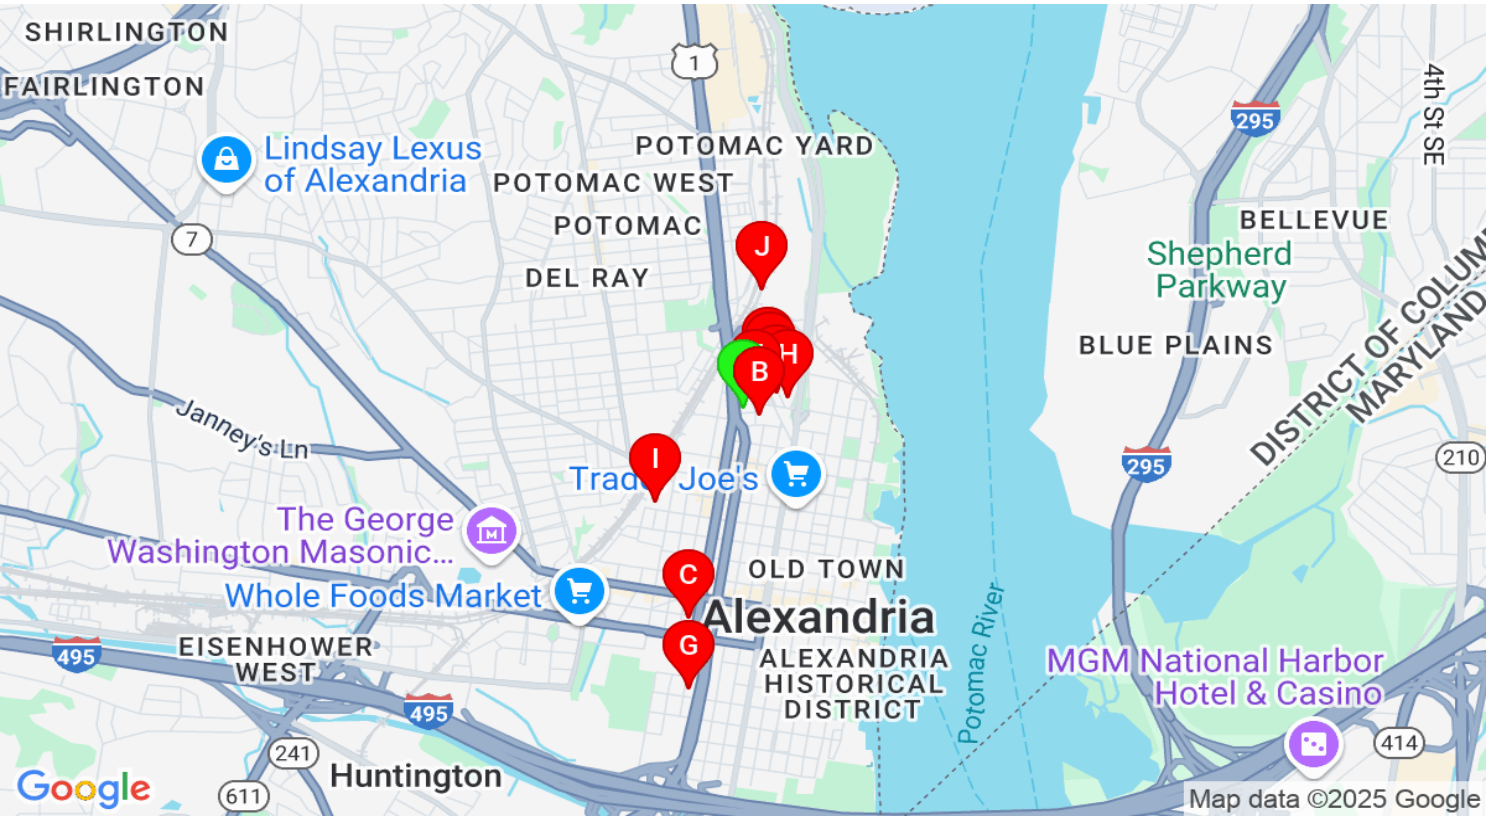 SHIRLINGTON
FAIRLINGTON
1
295
4th St SE
Lindsay Lexus
of Alexandria
POTOMAC YARD
POTOMAC WEST
POTOMAC
7
J
DEL RAY
BELLEVUE
Shepherd
Parkway
BLUE PLAINS
DISTRICT OF COLUM
MARYLAND
H
B
Janney's Ln
I
Trade Joe's
295
210
The George
Washington Masonic...
M
Whole Foods Market
C
OLD TOWN
Alexandria
G
EISENHOWER
WEST
495
495
ALEXANDRIA
HISTORICAL
DISTRICT
Potomac River
MGM National Harbor
Hotel & Casino
414
241
Huntington
611
Google
Map data ©2025 Google